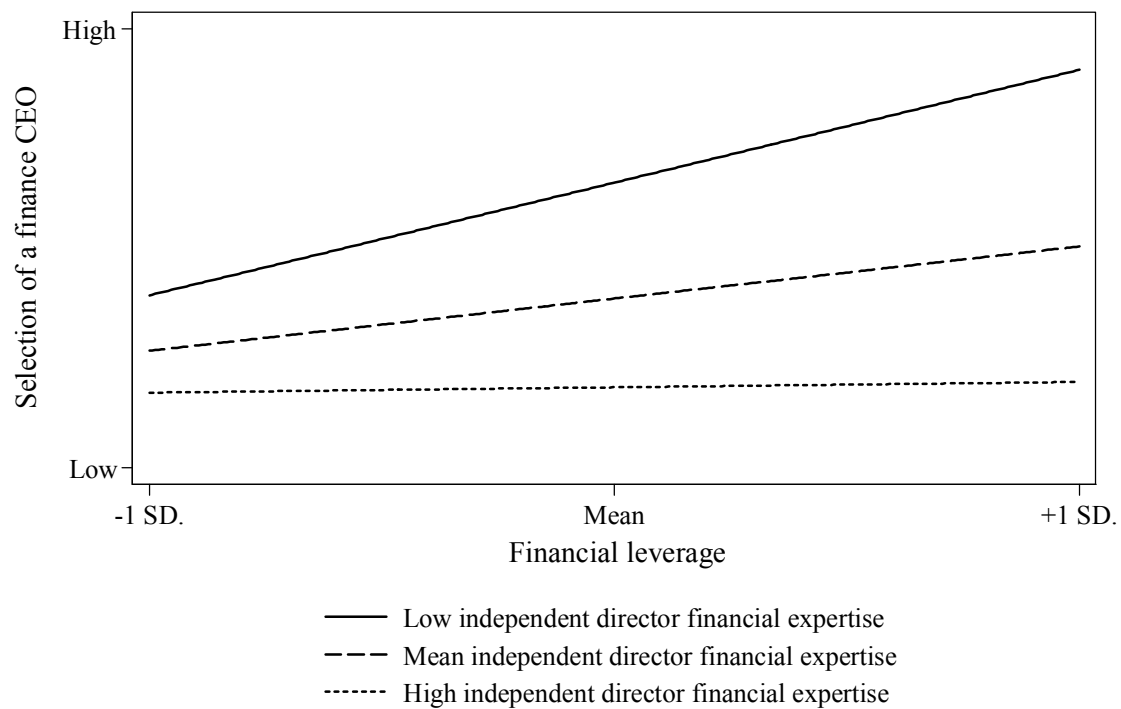 High
Selection of a finance CEO
Low
-1 SD.
Mean
+1 SD.
Financial leverage
Low independent director financial expertise
Mean independent director financial expertise
High independent director financial expertise